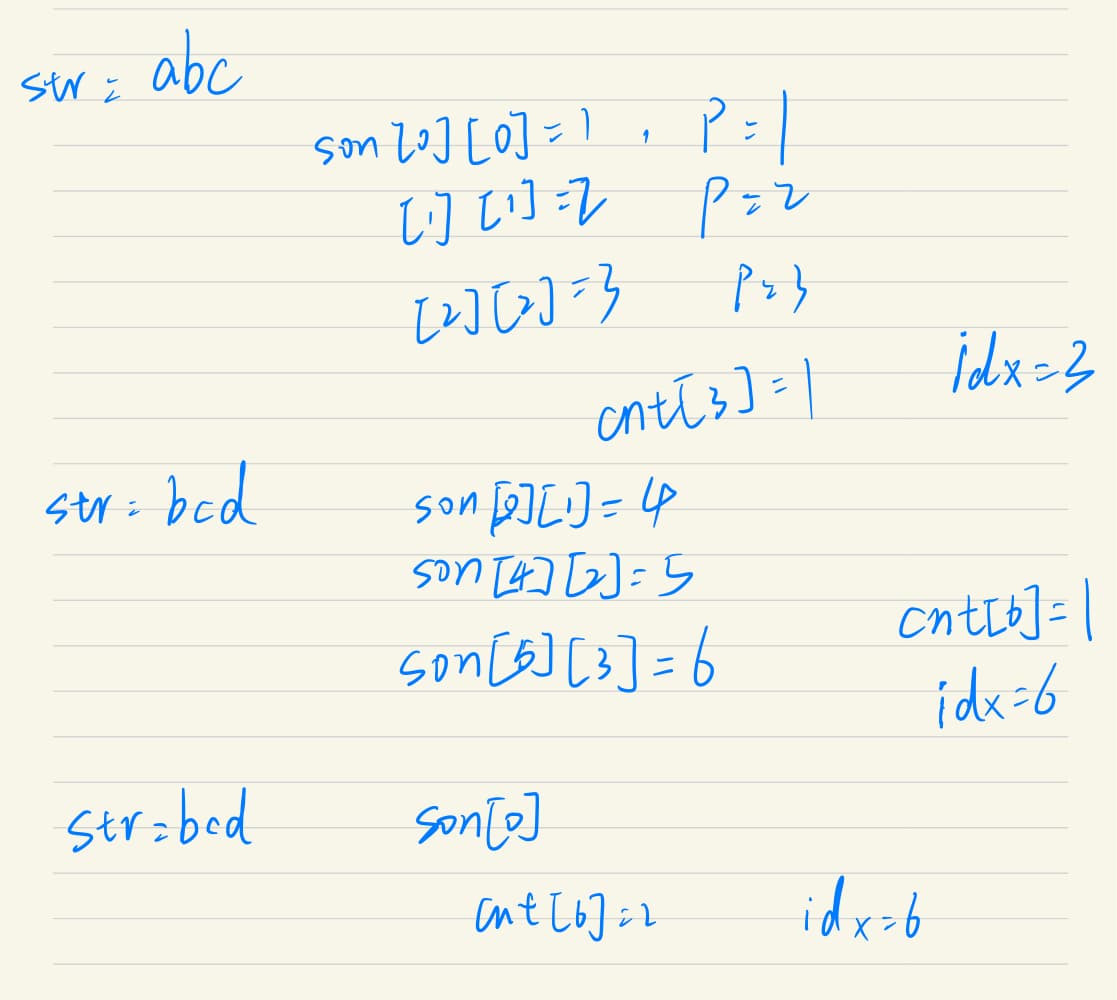 str = abc
son[0][0]=1, P=1
[1][1]=2 P=2
[2][2]=3 P=3
cnt[3]=1 idx=3
str = bcd son[0][1]=4
son[4][2]=5
son[5][3]=6 cnt[6]=1
idx=6
str=bcd son[0]
cnt[6]=2 idx=6